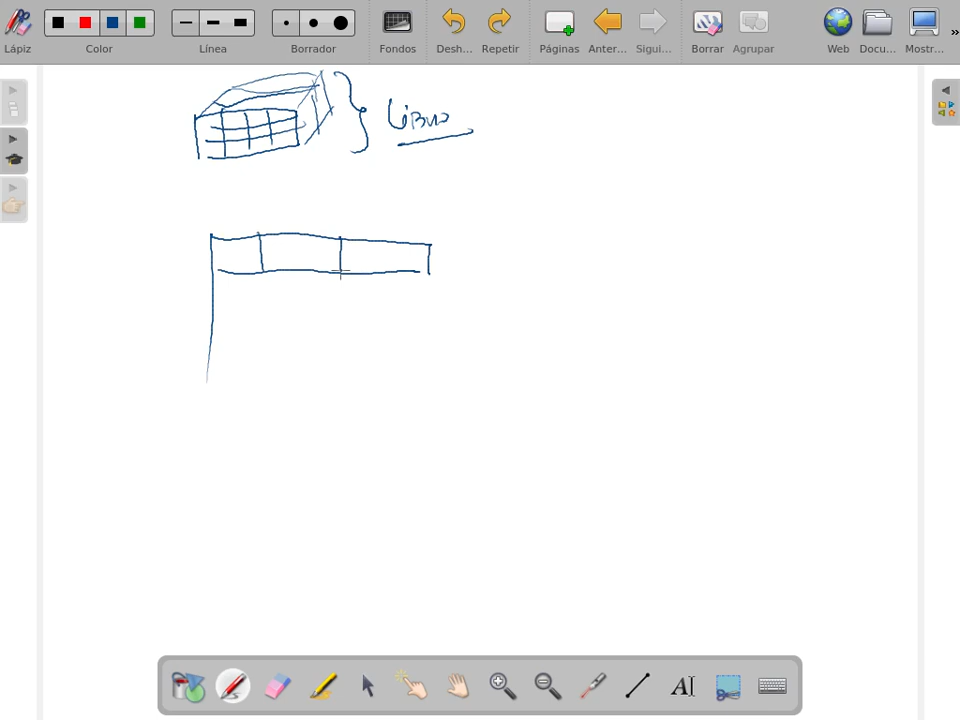 Lápiz
Color
Línea
Borrador
Fondos
Desh...
Repetir
Páginas
Anter...
Sigui...
Borrar
Agrupar
Web
Docu...
Mostr...
»
Libro